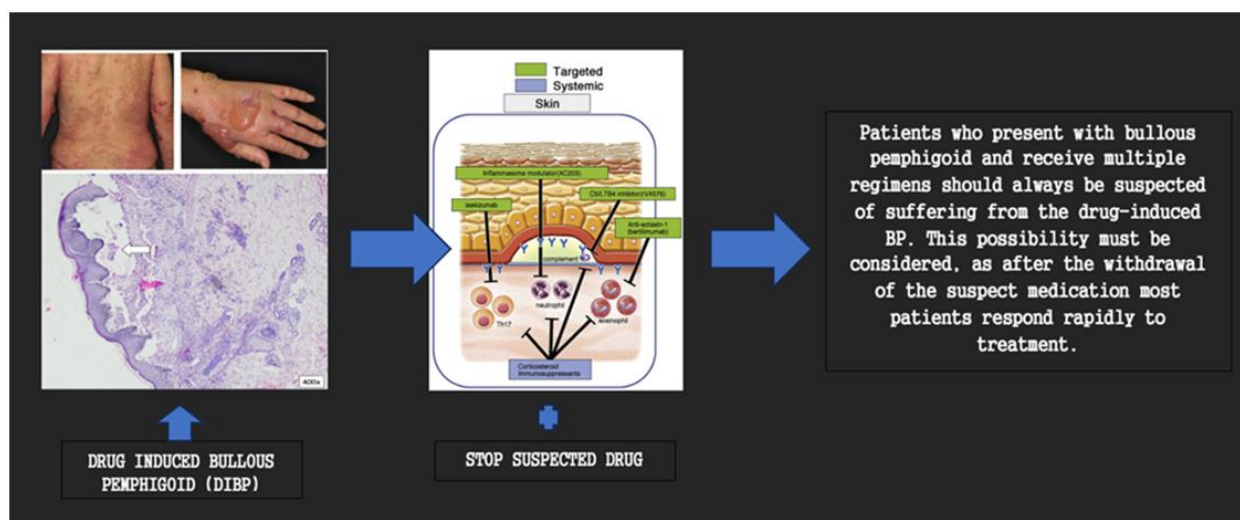 400x
DRUG INDUCED BULLOUS
PEMPHIGOID (DIBP)
Targeted
Systemic
Skin
Inflammasome modulator(AC203)
Ixekizumab
OMLTB4 inhibitor(rVA576)
Anti-eotaxin-1
(bertilimumab)
complement
neutrophil
Th17
eosinophil
Corticosteroid
Immunosuppressants
STOP SUSPECTED DRUG
Patients who present with bullous
pemphigoid and receive multiple
regimens should always be suspected
of suffering from the drug-induced
BP. This possibility must be
considered, as after the withdrawal
of the suspect medication most
patients respond rapidly to
treatment.